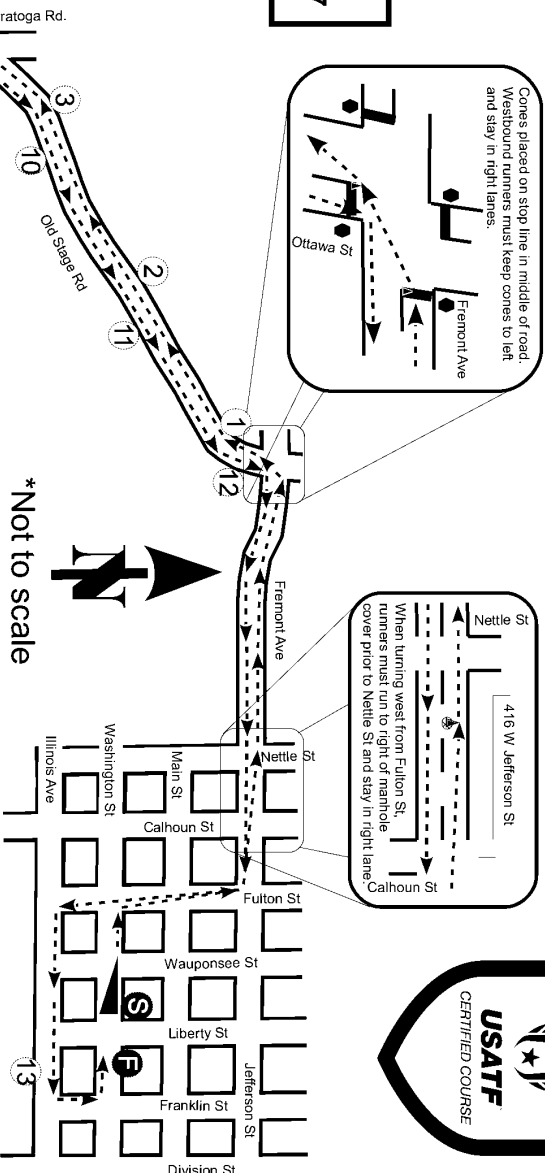 ratoga Rd.
7
Cones placed on stop line in middle of road.
Westbound runners must keep cones to left
and stay in right lanes.
Fremont Ave
Ottawa St
3
10
Old Stage Rd
2
11
1
12
*Not to scale
N
Fremont Ave
Nettle St
416 W Jefferson St
When turning west from Fulton St,
runners must run to right of manhole
cover prior to Nettle St and stay in right lane.
Calhoun St
Nettle St
Main St
Washington St
Illinois Ave
Calhoun St
Fulton St
Wauponsee St
S
Liberty St
F
Jefferson St
Franklin St
13
Division St
USATF
CERTIFIED COURSE